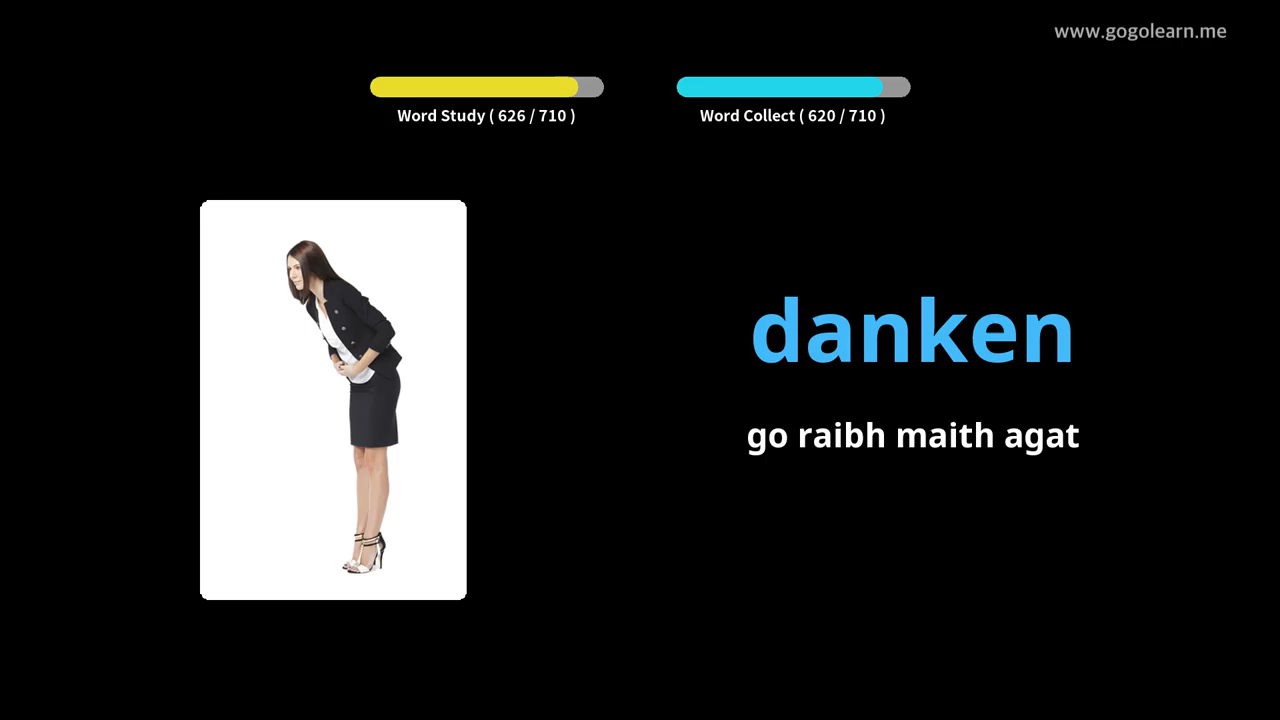 www.gogolearn.me
Word Study ( 626 / 710 )
Word Collect ( 620 / 710 )
danken
go raibh maith agat